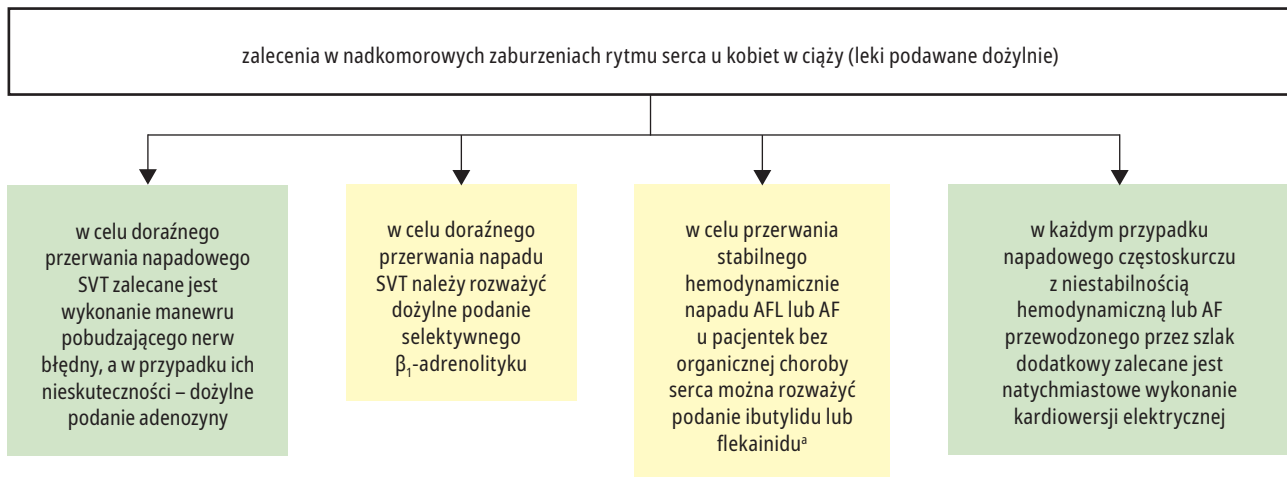 zalecenia w nadkomorowych zaburzeniach rytmu serca u kobiet w ciąży (leki podawane dożylnie)
w celu doraźnego
przerwania napadowego
SVT zalecane jest
wykonanie manewru
pobudzającego nerw
błędny, a w przypadku ich
nieskuteczności – dożylne
podanie adenozyny
w celu doraźnego
przerwania napadu
SVT należy rozważyć
dożylne podanie
selektywnego
β₁-adrenolityku
w celu przerwania
stabilnego
hemodynamicznie
napadu AFL lub AF
u pacjentek bez
organicznej choroby
serca można rozważyć
podanie ibutylidu lub
flekainiduᵃ
w każdym przypadku
napadowego częstoskurczu
z niestabilnością
hemodynamiczną lub AF
przewodzonego przez szlak
dodatkowy zalecane jest
natychmiastowe wykonanie
kardiowersji elektrycznej